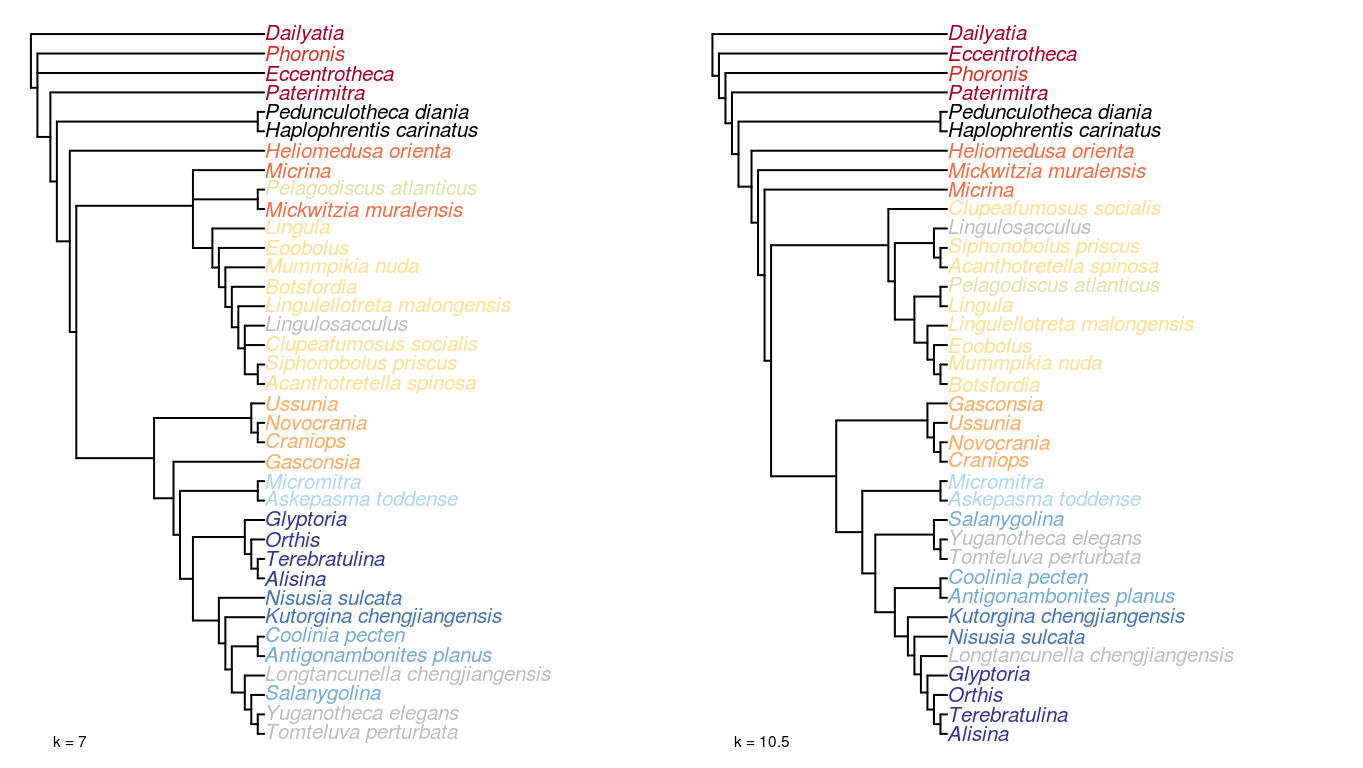 Dailyatia
Phoronis
Eccentrotheca
Paterimitra
Pedunculotheca diania
Haplophrentis carinatus
Heliomedusa orienta
Micrina
Pelagodiscus atlanticus
Mickwitzia muralensis
Lingula
Eoobolus
Mummpikia nuda
Botsfordia
Lingulellotreta malongensis
Lingulosacculus
Clupeafumosus socialis
Siphonobolus priscus
Acanthotretella spinosa
Ussunia
Novocrania
Craniops
Gasconsia
Micromitra
Askepasma toddense
Glyptoria
Orthis
Terebratulina
Alisina
Nisusia sulcata
Kutorgina chengjiangensis
Coolinia pecten
Antigonambonites planus
Longtancunella chengjiangensis
Salanygolina
Yuganotheca elegans
Tomteluva perturbata
k = 7
Dailyatia
Eccentrotheca
Phoronis
Paterimitra
Pedunculotheca diania
Haplophrentis carinatus
Heliomedusa orienta
Mickwitzia muralensis
Micrina
Clupeafumosus socialis
Lingulosacculus
Siphonobolus priscus
Acanthotretella spinosa
Pelagodiscus atlanticus
Lingula
Lingulellotreta malongensis
Eoobolus
Mummpikia nuda
Botsfordia
Gasconsia
Ussunia
Novocrania
Craniops
Micromitra
Askepasma toddense
Salanygolina
Yuganotheca elegans
Tomteluva perturbata
Coolinia pecten
Antigonambonites planus
Kutorgina chengjiangensis
Nisusia sulcata
Longtancunella chengjiangensis
Glyptoria
Orthis
Terebratulina
Alisina
k = 10.5